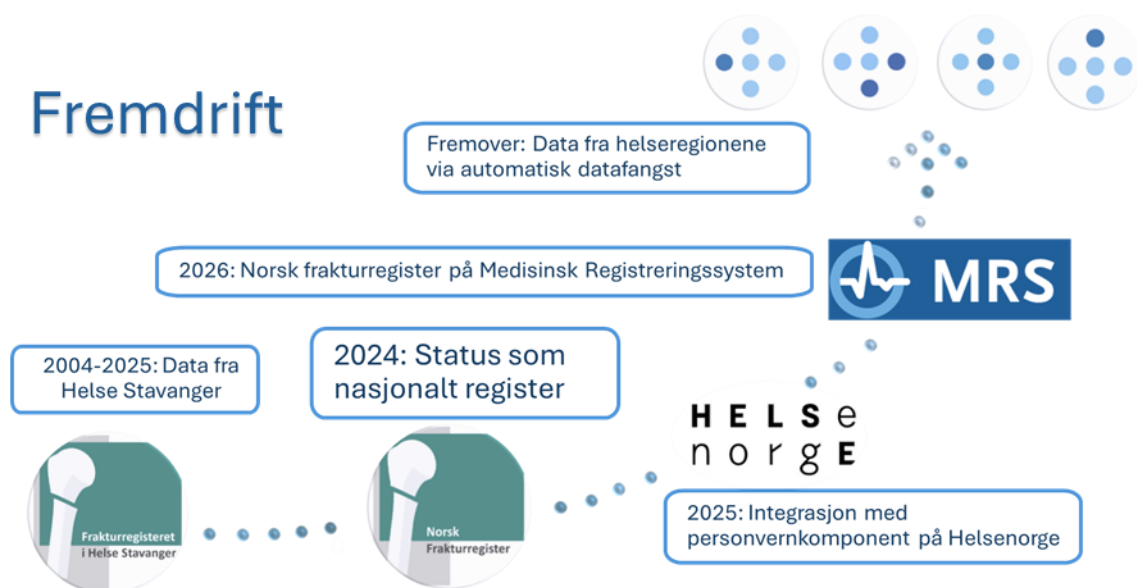 Fremdrift
Fremover: Data fra helseregionene
via automatisk datafangst
2026: Norsk frakturregister på Medisinsk Registreringssystem
MRS
2004-2025: Data fra
Helse Stavanger
2024: Status som
nasjonalt register
HELSe
norgE
Frakturregisteret
i Helse Stavanger
Norsk
Frakturregister
2025: Integrasjon med
personvernkomponent på Helsenorge